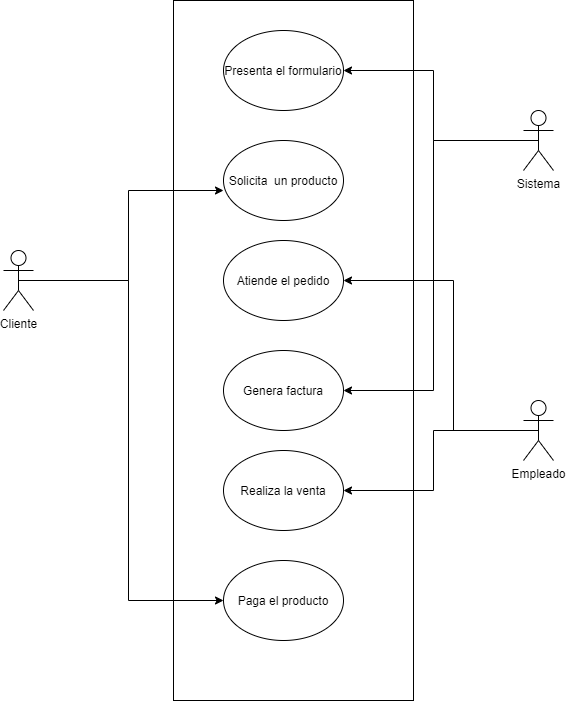 Presenta el formulario
Solicita  un producto
Sistema
Atiende el pedido
Cliente
Genera factura
Empleado
Realiza la venta
Paga el producto